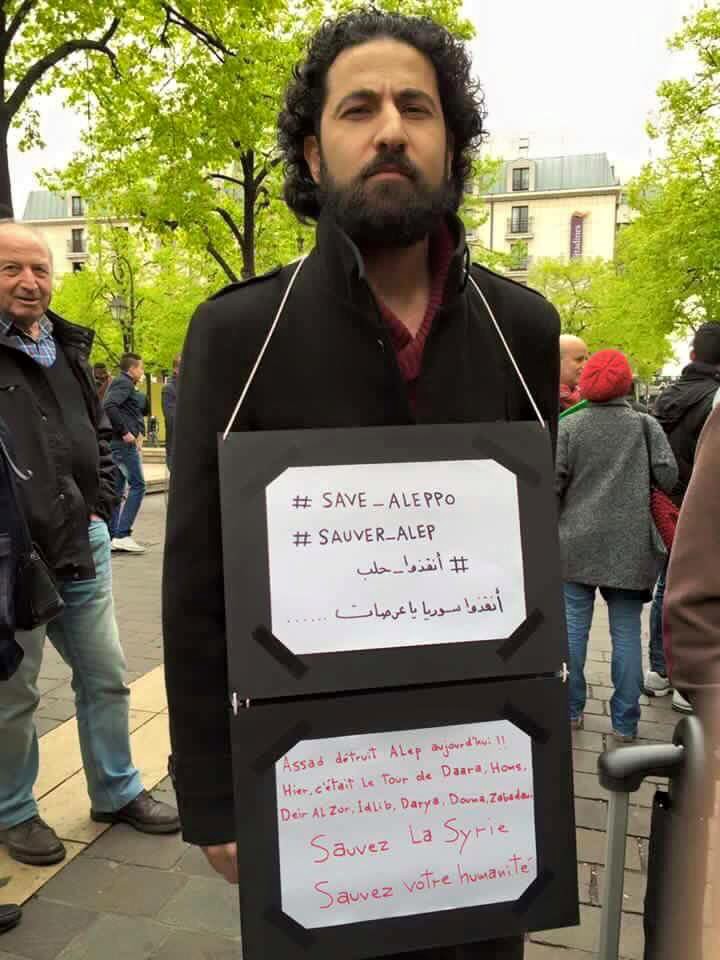 # SAVE_ALEPPO
# SAUVER_ALEP
# أنقذوا_حلب
أنقذوا سوريا يا عرصات ......
Assad détruit Alep aujourd'hui !!
Hier, c'était le Tour de Daara, Homs,
Deir AL Zor, Idlib, Darya, Douma, Zabadani
Sauvez La Syrie
Sauvez votre humanité
citadines